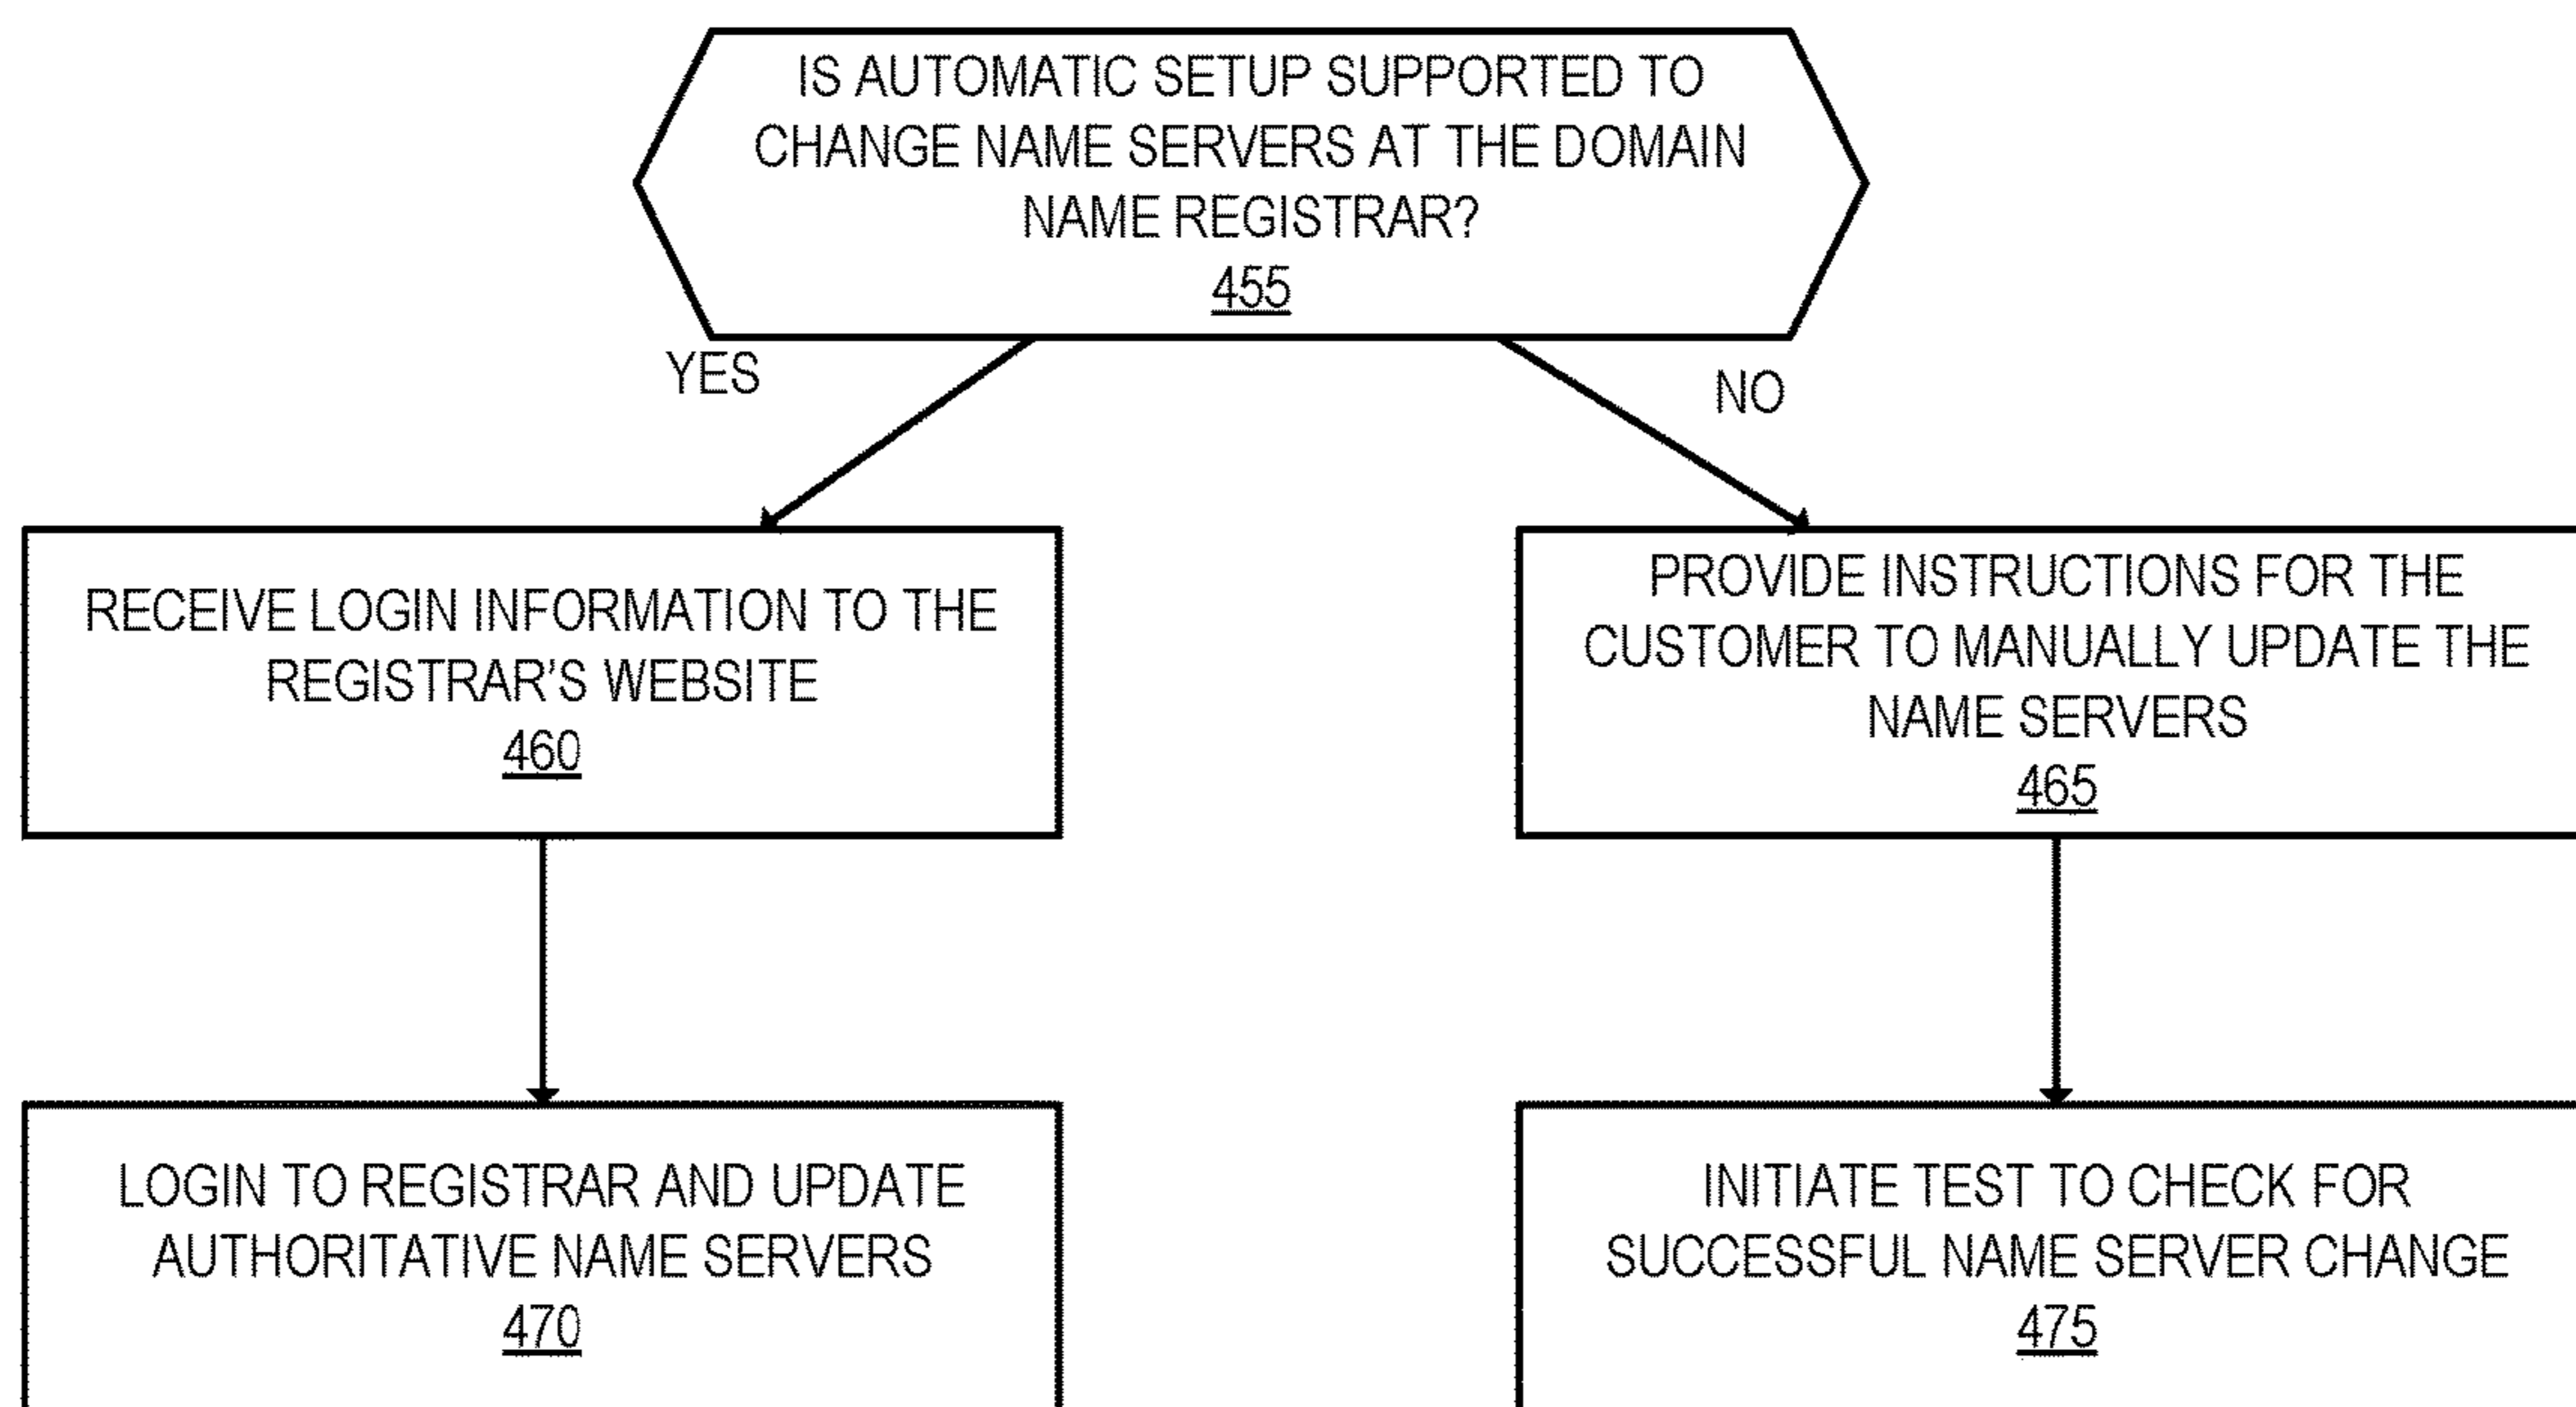 IS AUTOMATIC SETUP SUPPORTED TO
CHANGE NAME SERVERS AT THE DOMAIN
NAME REGISTRAR?
455
YES
NO
RECEIVE LOGIN INFORMATION TO THE
REGISTRAR'S WEBSITE
460
PROVIDE INSTRUCTIONS FOR THE
CUSTOMER TO MANUALLY UPDATE THE
NAME SERVERS
465
LOGIN TO REGISTRAR AND UPDATE
AUTHORITATIVE NAME SERVERS
470
INITIATE TEST TO CHECK FOR
SUCCESSFUL NAME SERVER CHANGE
475